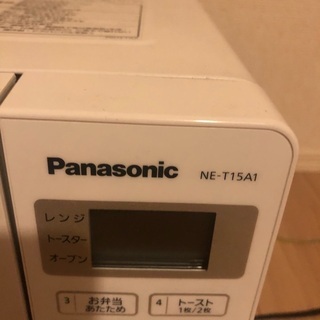 Panasonic NE-T15A1
レンジ
トースター
オーブン
3 お弁当 あたため
4 トースト 1枚/2枚